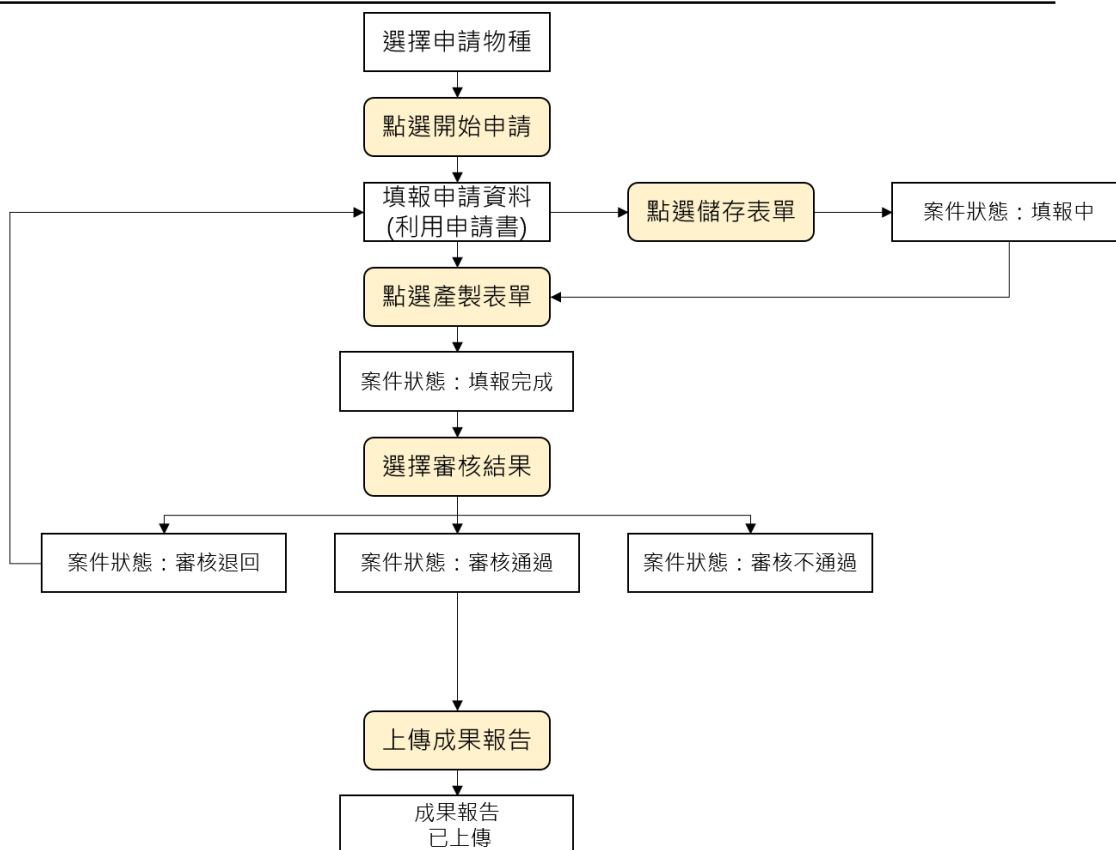 選擇申請物種
點選開始申請
填報申請資料
(利用申請書)
點選儲存表單
案件狀態：填報中
點選產製表單
案件狀態：填報完成
選擇審核結果
案件狀態：審核退回
案件狀態：審核通過
案件狀態：審核不通過
上傳成果報告
成果報告
已上傳